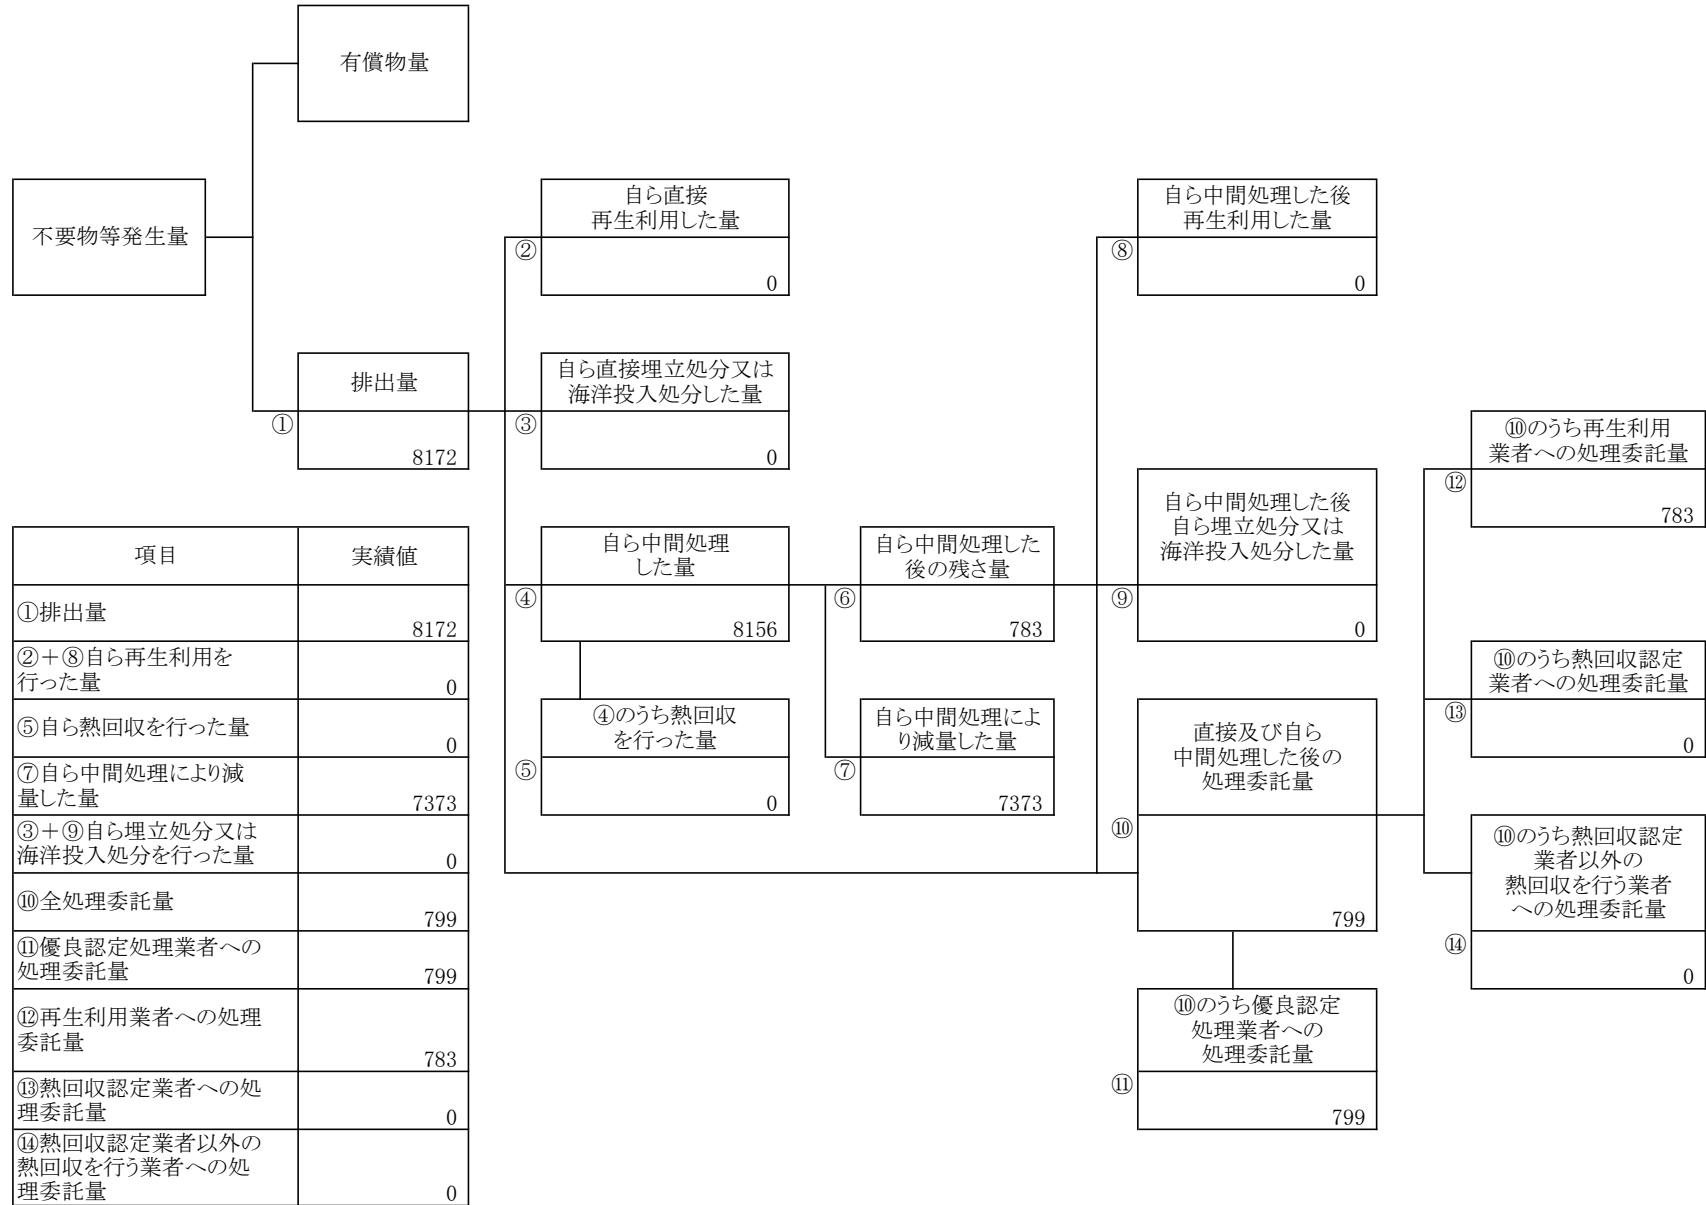 有償物量
不要物等発生量
自ら直接
再生利用した量
②
0
自ら中間処理した後
再生利用した量
⑧
0
排出量
①
8172
自ら直接埋立処分又は
海洋投入処分した量
③
0
⑩のうち再生利用
業者への処理委託量
⑫
783
自ら中間処理
した量
④
8156
自ら中間処理した
後の残さ量
⑥
783
自ら中間処理した後
自ら埋立処分又は
海洋投入処分した量
⑨
0
⑩のうち熱回収認定
業者への処理委託量
⑬
0
④のうち熱回収
を行った量
⑤
0
自ら中間処理によ
り減量した量
⑦
7373
直接及び自ら
中間処理した後の
処理委託量
⑩
799
⑩のうち熱回収認定
業者以外の
熱回収を行う業者
への処理委託量
⑭
0
⑩のうち優良認定
処理業者への
処理委託量
⑪
799
項目 実績値
①排出量
8172
②+⑧自ら再生利用を
行った量
0
⑤自ら熱回収を行った量
0
⑦自ら中間処理により減
量した量
7373
③+⑨自ら埋立処分又は
海洋投入処分を行った量
0
⑩全処理委託量
799
⑪優良認定処理業者への
処理委託量
799
⑫再生利用業者への処理
委託量
783
⑬熱回収認定業者への処
理委託量
0
⑭熱回収認定業者以外の
熱回収を行う業者への処
理委託量
0